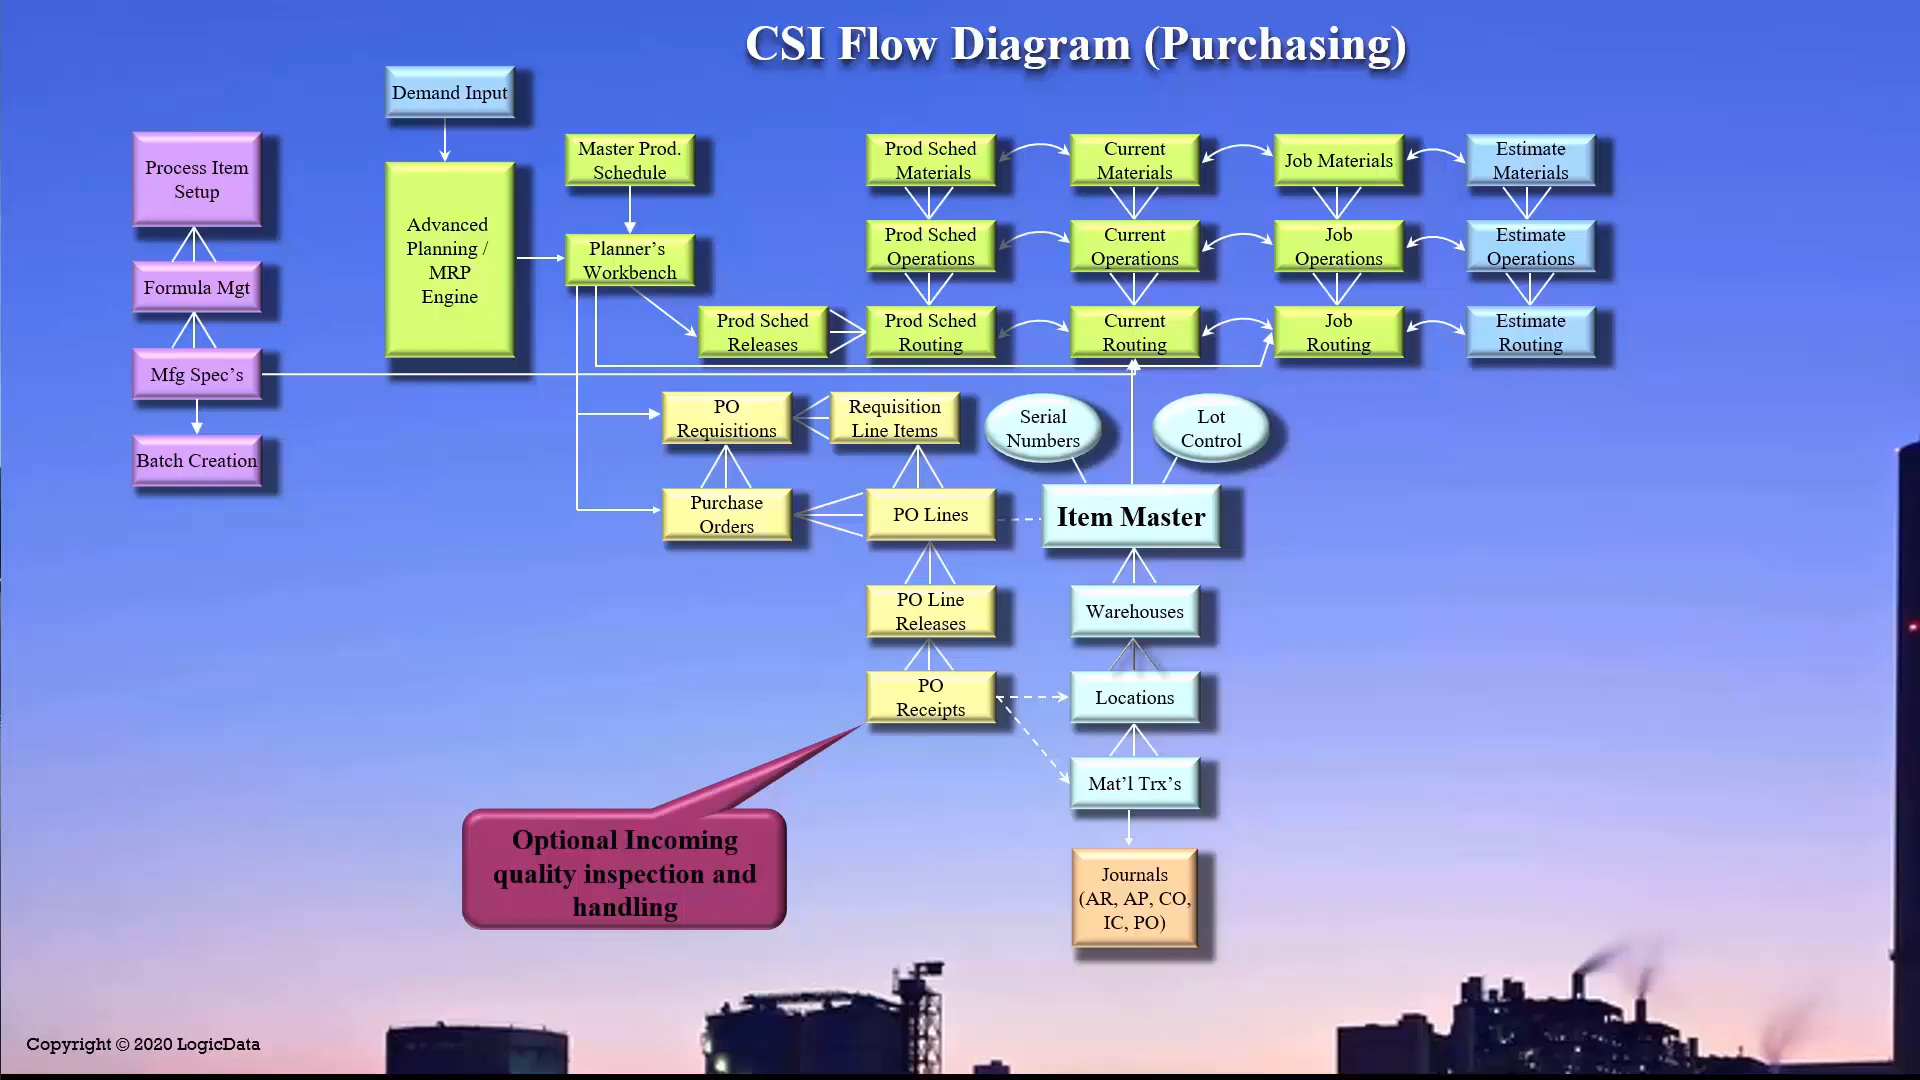 CSI Flow Diagram (Purchasing)
Demand Input
Process Item
Setup
Formula Mgt
Mfg Spec’s
Batch Creation
Advanced
Planning /
MRP
Engine
Master Prod.
Schedule
Planner’s
Workbench
Prod Sched
Releases
Prod Sched
Materials
Current
Materials
Job Materials
Estimate
Materials
Prod Sched
Operations
Current
Operations
Job
Operations
Estimate
Operations
Prod Sched
Routing
Current
Routing
Job
Routing
Estimate
Routing
PO
Requisitions
Requisition
Line Items
Serial
Numbers
Lot
Control
Purchase
Orders
PO Lines
Item Master
PO Line
Releases
Warehouses
PO
Receipts
Locations
Mat’l Trx’s
Optional Incoming
quality inspection and
handling
Journals
(AR, AP, CO,
IC, PO)
Copyright © 2020 LogicData